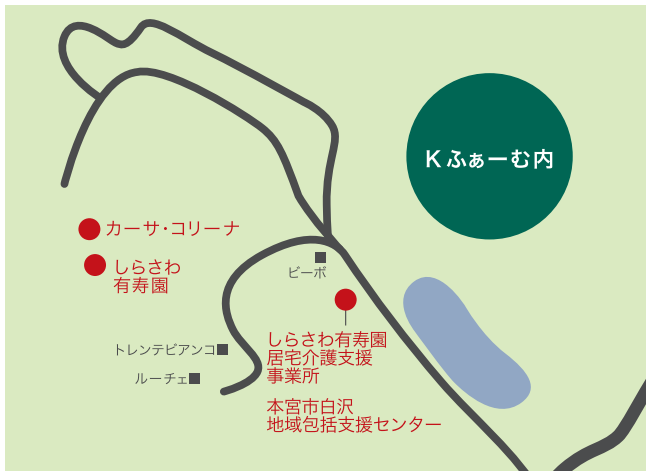 Kふぁーむ内
カーサ・コリーナ
しらさわ
有寿園
ビーボ
しらさわ有寿園
居宅介護支援
事業所
トレンテビアンコ
ルーチェ
本宮市白沢
地域包括支援センター